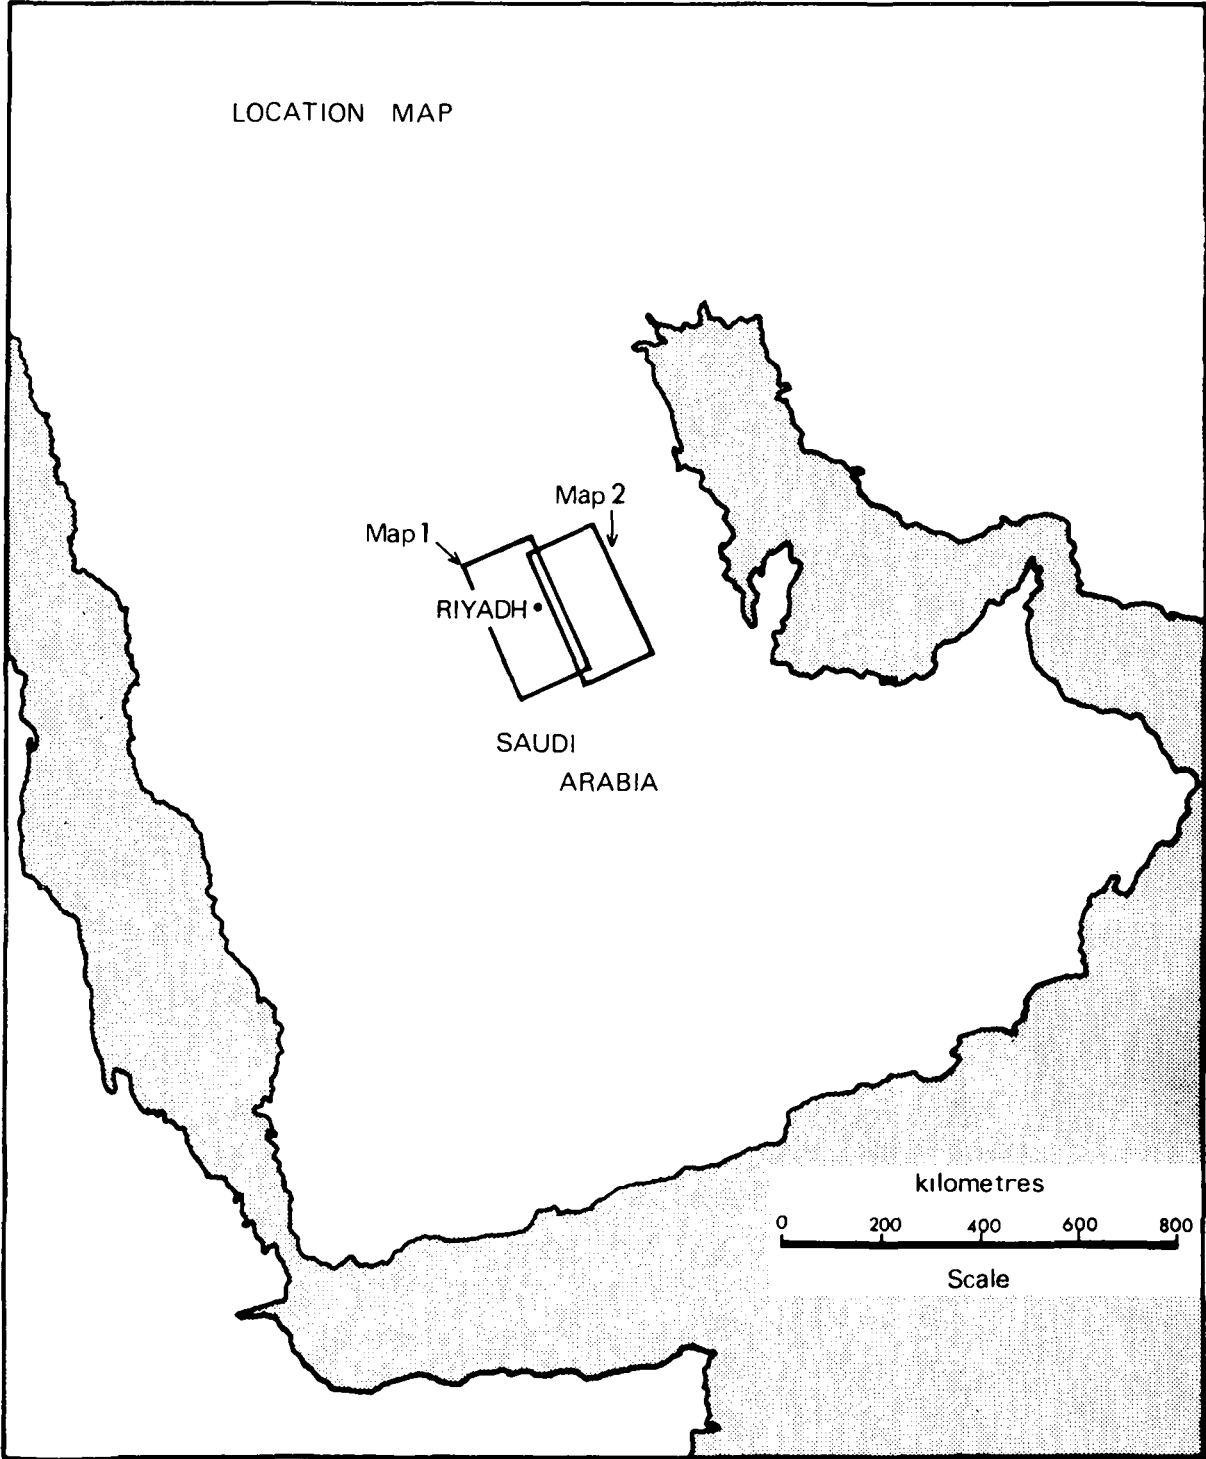 LOCATION MAP
Map 2
Map 1
RIYADH
SAUDI
ARABIA
kilometres
0 200 400 600 800
Scale